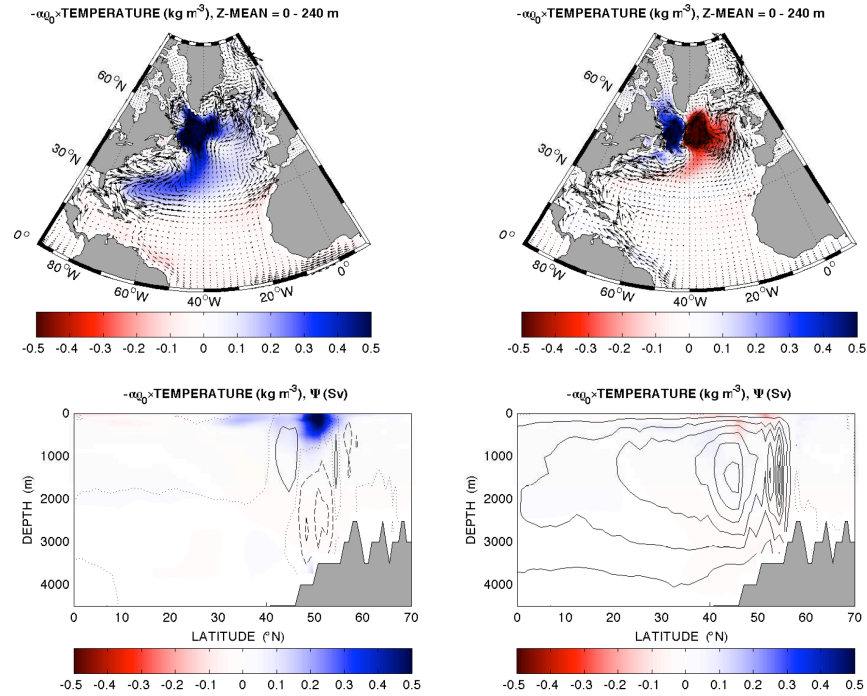 -αϱ₀×TEMPERATURE (kg m⁻³), Z-MEAN = 0 - 240 m
60°N
30°N
0°
80°W
60°W
40°W
20°W
0°
-0.5 -0.4 -0.3 -0.2 -0.1 0 0.1 0.2 0.3 0.4 0.5
-αϱ₀×TEMPERATURE (kg m⁻³), Z-MEAN = 0 - 240 m
60°N
30°N
0°
80°W
60°W
40°W
20°W
0°
-0.5 -0.4 -0.3 -0.2 -0.1 0 0.1 0.2 0.3 0.4 0.5
-αϱ₀×TEMPERATURE (kg m⁻³), Ψ (Sv)
0
1000
2000
3000
4000
DEPTH (m)
0 10 20 30 40 50 60 70
LATITUDE (°N)
-0.5 -0.4 -0.3 -0.2 -0.1 0 0.1 0.2 0.3 0.4 0.5
-αϱ₀×TEMPERATURE (kg m⁻³), Ψ (Sv)
0
1000
2000
3000
4000
DEPTH (m)
0 10 20 30 40 50 60 70
LATITUDE (°N)
-0.5 -0.4 -0.3 -0.2 -0.1 0 0.1 0.2 0.3 0.4 0.5